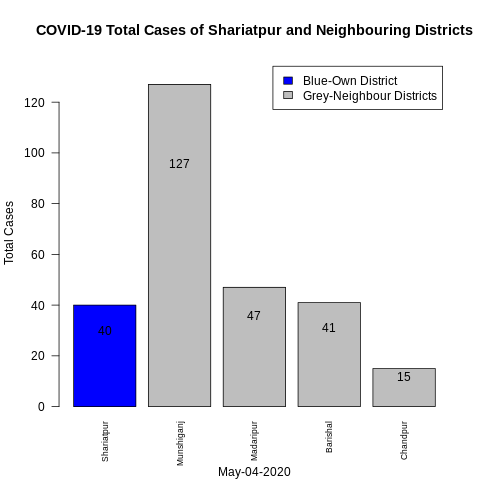 COVID-19 Total Cases of Shariatpur and Neighbouring Districts
Blue-Own District
Grey-Neighbour Districts
Total Cases
120
100
80
60
40
20
0
40
127
47
41
15
Shariatpur
Munshiganj
Madaripur
Barishal
Chandpur
May-04-2020